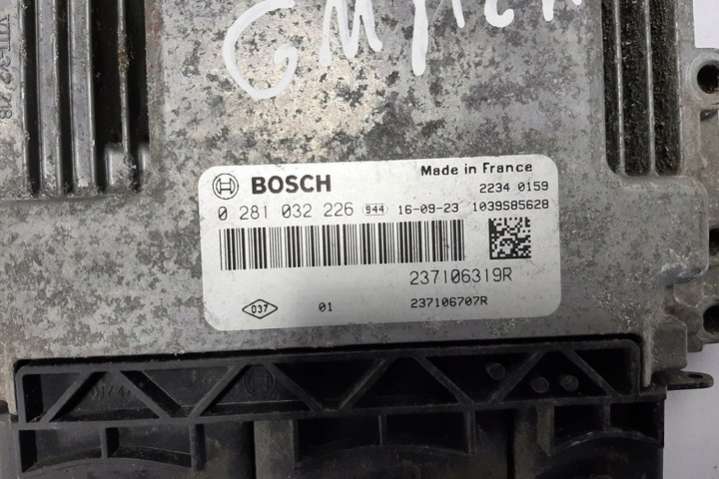 BOSCH
Made in France
2234 0159
0 281 032 226 944 16-09-23 1039S85628
237106319R
D37 01 237106707R